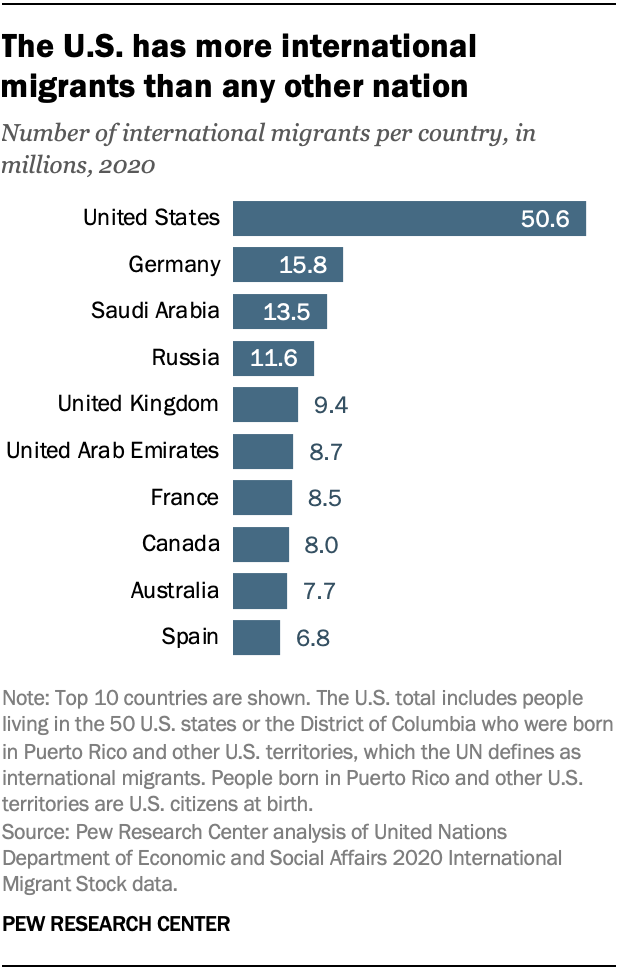 The U.S. has more international
migrants than any other nation
Number of international migrants per country, in
millions, 2020
United States 50.6
Germany 15.8
Saudi Arabia 13.5
Russia 11.6
United Kingdom 9.4
United Arab Emirates 8.7
France 8.5
Canada 8.0
Australia 7.7
Spain 6.8
Note: Top 10 countries are shown. The U.S. total includes people
living in the 50 U.S. states or the District of Columbia who were born
in Puerto Rico and other U.S. territories, which the UN defines as
international migrants. People born in Puerto Rico and other U.S.
territories are U.S. citizens at birth.
Source: Pew Research Center analysis of United Nations
Department of Economic and Social Affairs 2020 International
Migrant Stock data.
PEW RESEARCH CENTER